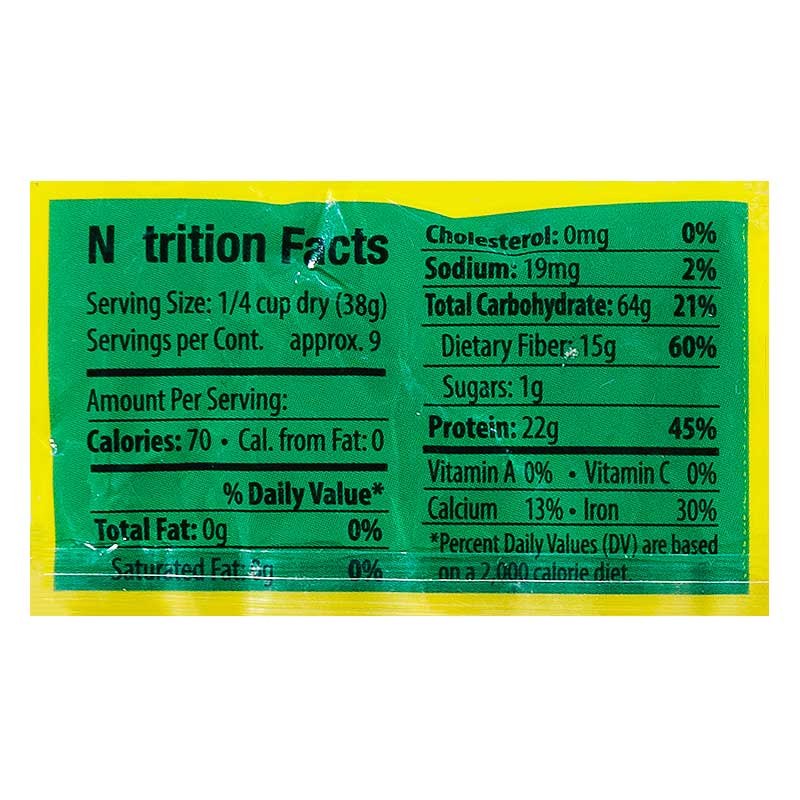 N trition Facts
Serving Size: 1/4 cup dry (38g)
Servings per Cont. approx. 9
Amount Per Serving:
Calories: 70 • Cal. from Fat: 0
% Daily Value*
Total Fat: 0g 0%
Saturated Fat: 0g 0%
Cholesterol: 0mg 0%
Sodium: 19mg 2%
Total Carbohydrate: 64g 21%
Dietary Fiber: 15g 60%
Sugars: 1g
Protein: 22g 45%
Vitamin A 0% • Vitamin C 0%
Calcium 13% • Iron 30%
*Percent Daily Values (DV) are based
on a 2,000 calorie diet.